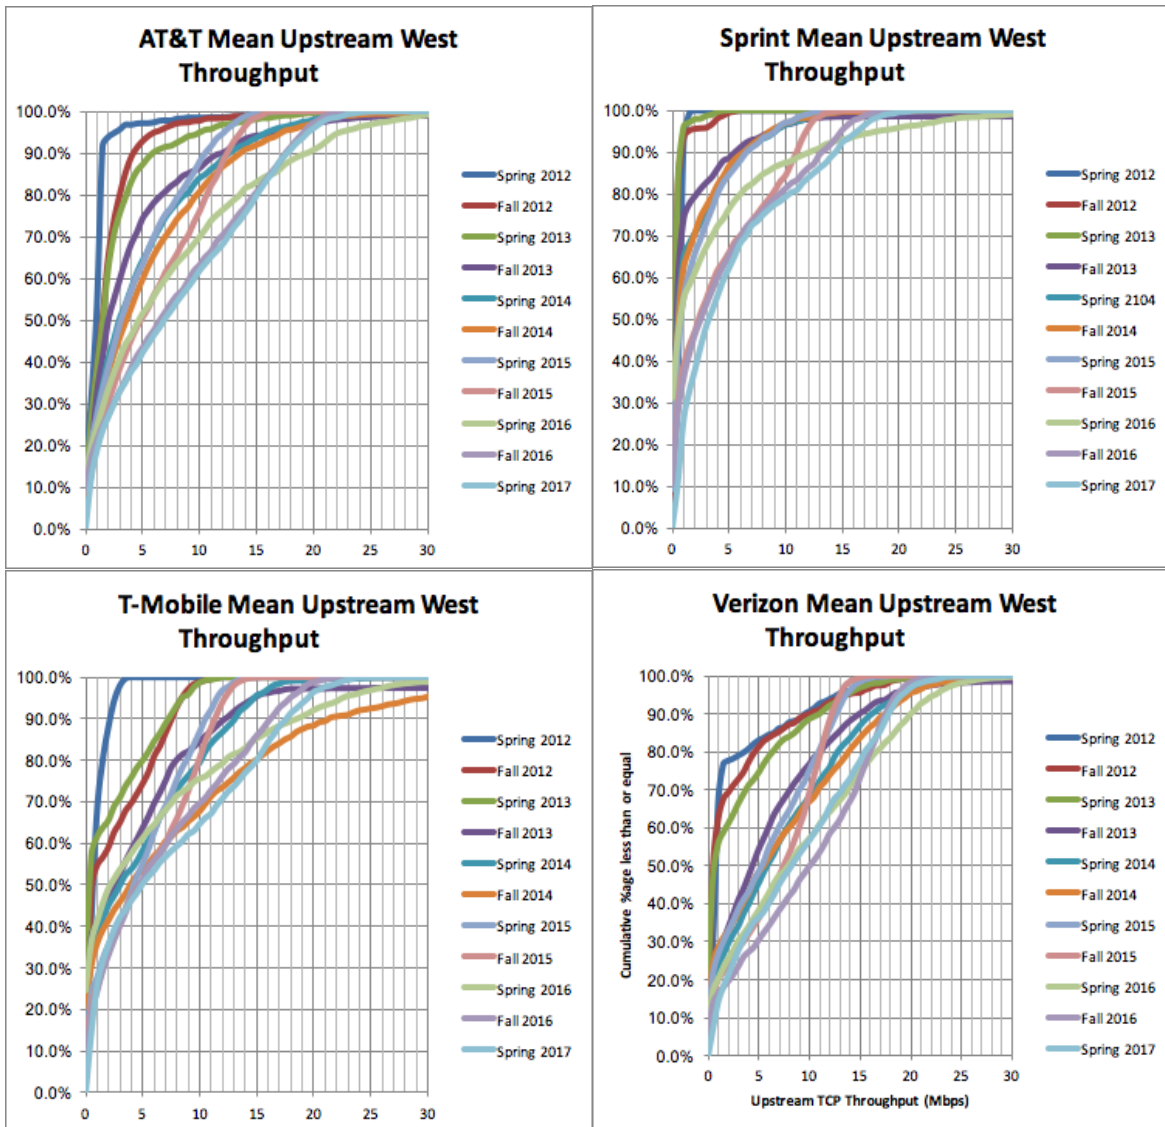 AT&T Mean Upstream West
Throughput
100.0%
90.0%
80.0%
70.0%
60.0%
50.0%
40.0%
30.0%
20.0%
10.0%
0.0%
0 5 10 15 20 25 30
Spring 2012
Fall 2012
Spring 2013
Fall 2013
Spring 2014
Fall 2014
Spring 2015
Fall 2015
Spring 2016
Fall 2016
Spring 2017
Sprint Mean Upstream West
Throughput
100.0%
90.0%
80.0%
70.0%
60.0%
50.0%
40.0%
30.0%
20.0%
10.0%
0.0%
0 5 10 15 20 25 30
Spring 2012
Fall 2012
Spring 2013
Fall 2013
Spring 2104
Fall 2014
Spring 2015
Fall 2015
Spring 2016
Fall 2016
Spring 2017
T-Mobile Mean Upstream West
Throughput
100.0%
90.0%
80.0%
70.0%
60.0%
50.0%
40.0%
30.0%
20.0%
10.0%
0.0%
0 5 10 15 20 25 30
Spring 2012
Fall 2012
Spring 2013
Fall 2013
Spring 2014
Fall 2014
Spring 2015
Fall 2015
Spring 2016
Fall 2016
Spring 2017
Verizon Mean Upstream West
Throughput
Cumulative %age less than or equal
100.0%
90.0%
80.0%
70.0%
60.0%
50.0%
40.0%
30.0%
20.0%
10.0%
0.0%
0 5 10 15 20 25 30
Upstream TCP Throughput (Mbps)
Spring 2012
Fall 2012
Spring 2013
Fall 2013
Spring 2014
Fall 2014
Spring 2015
Fall 2015
Spring 2016
Fall 2016
Spring 2017